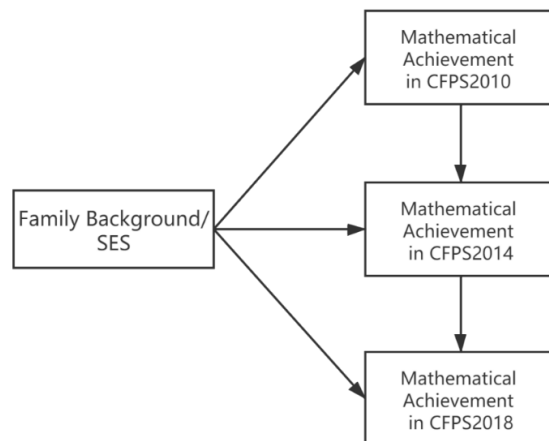 Mathematical
Achievement
in CFPS2010
Family Background/
SES
Mathematical
Achievement
in CFPS2014
Mathematical
Achievement
in CFPS2018